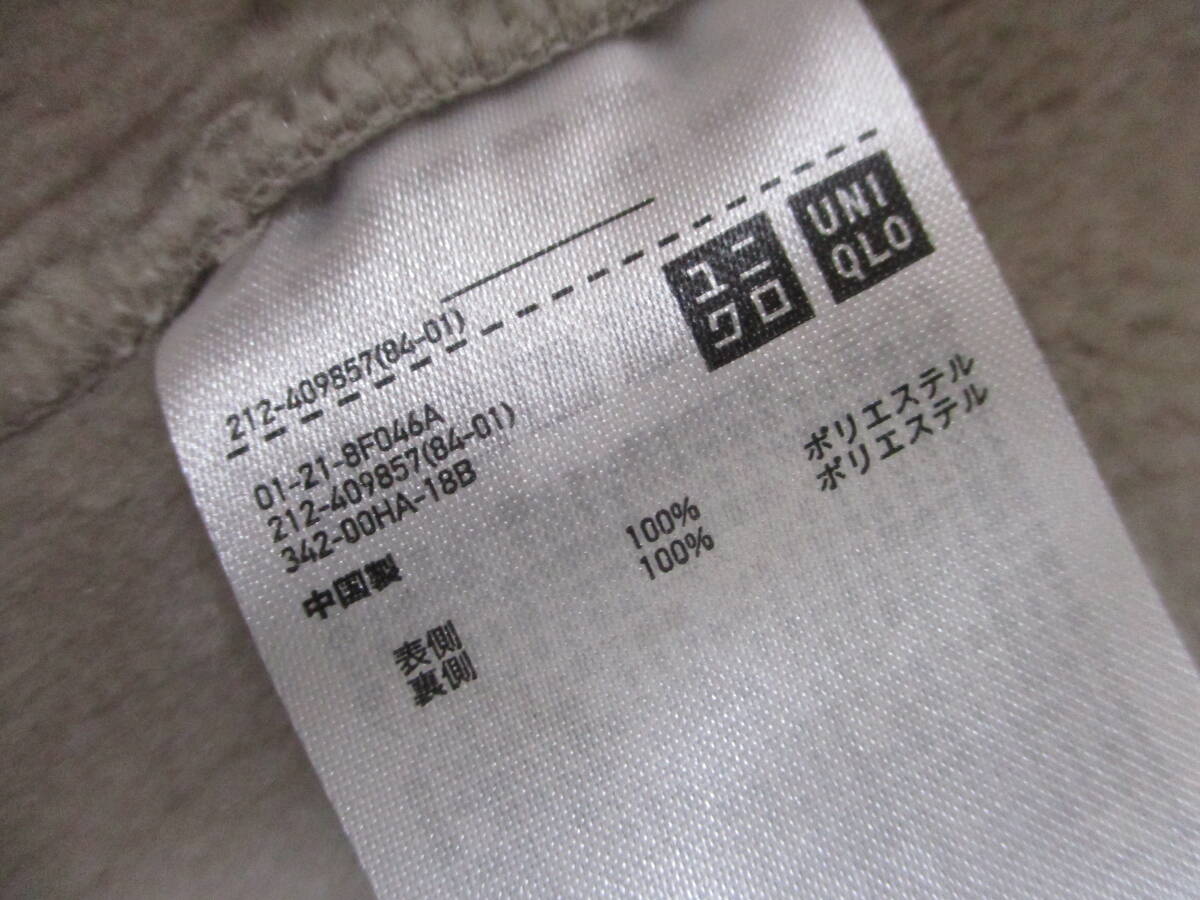 ユニ
クロ
UNI
QLO
212-409857(84-01)
01-21-8F046A
212-409857(84-01)
342-00HA-18B
中国製
表側 100% ポリエステル
裏側 100% ポリエステル